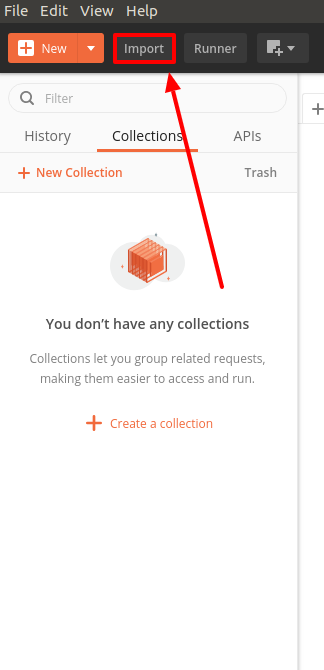 File Edit View Help
New Import Runner
Filter
History Collections APIs
New Collection Trash
You don’t have any collections
Collections let you group related requests,
making them easier to access and run.
Create a collection